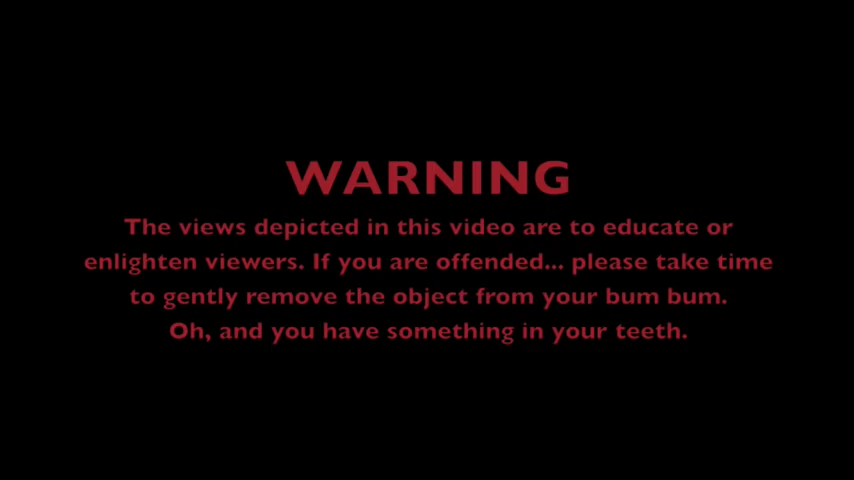 WARNING
The views depicted in this video are to educate or
enlighten viewers. If you are offended... please take time
to gently remove the object from your bum bum.
Oh, and you have something in your teeth.